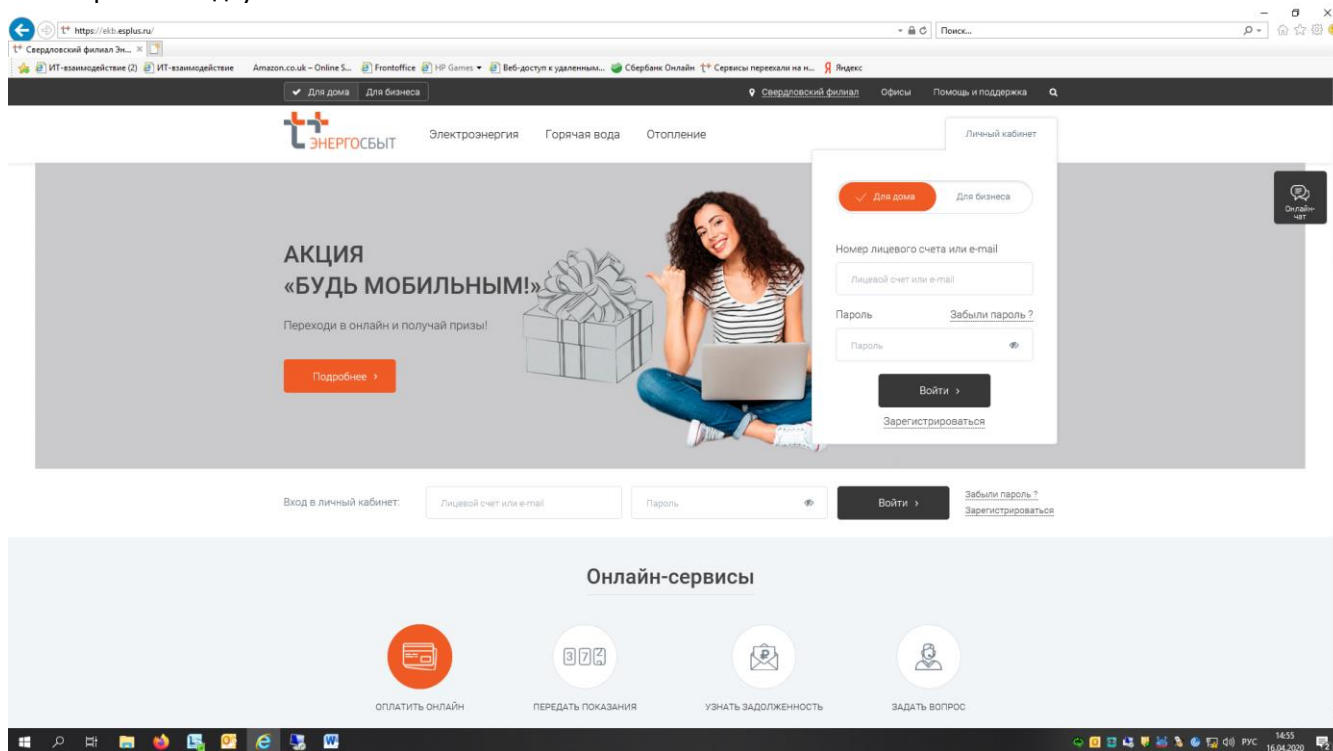 https://ekb.esplus.ru/
Поиск...
Свердловский филиал Эн...
ИТ-взаимодействие (2) ИТ-взаимодействие Amazon.co.uk – Online S... Frontoffice HP Games Веб-доступ к удаленным... Сбербанк Онлайн Сервисы переехали на н... Яндекс
Для дома Для бизнеса Свердловский филиал Офисы Помощь и поддержка
ЭНЕРГОСБЫТ Электроэнергия Горячая вода Отопление Личный кабинет
Для дома Для бизнеса
Онлайн-
чат
АКЦИЯ
«БУДЬ МОБИЛЬНЫМ!»
Переходи в онлайн и получай призы!
Подробнее ›
Номер лицевого счета или e-mail
Лицевой счет или e-mail
Пароль Забыли пароль ?
Пароль
Войти ›
Зарегистрироваться
Вход в личный кабинет: Лицевой счет или e-mail Пароль Войти › Забыли пароль ?
Зарегистрироваться
Онлайн-сервисы
ОПЛАТИТЬ ОНЛАЙН ПЕРЕДАТЬ ПОКАЗАНИЯ УЗНАТЬ ЗАДОЛЖЕННОСТЬ ЗАДАТЬ ВОПРОС
РУС 14:55
16.04.2020